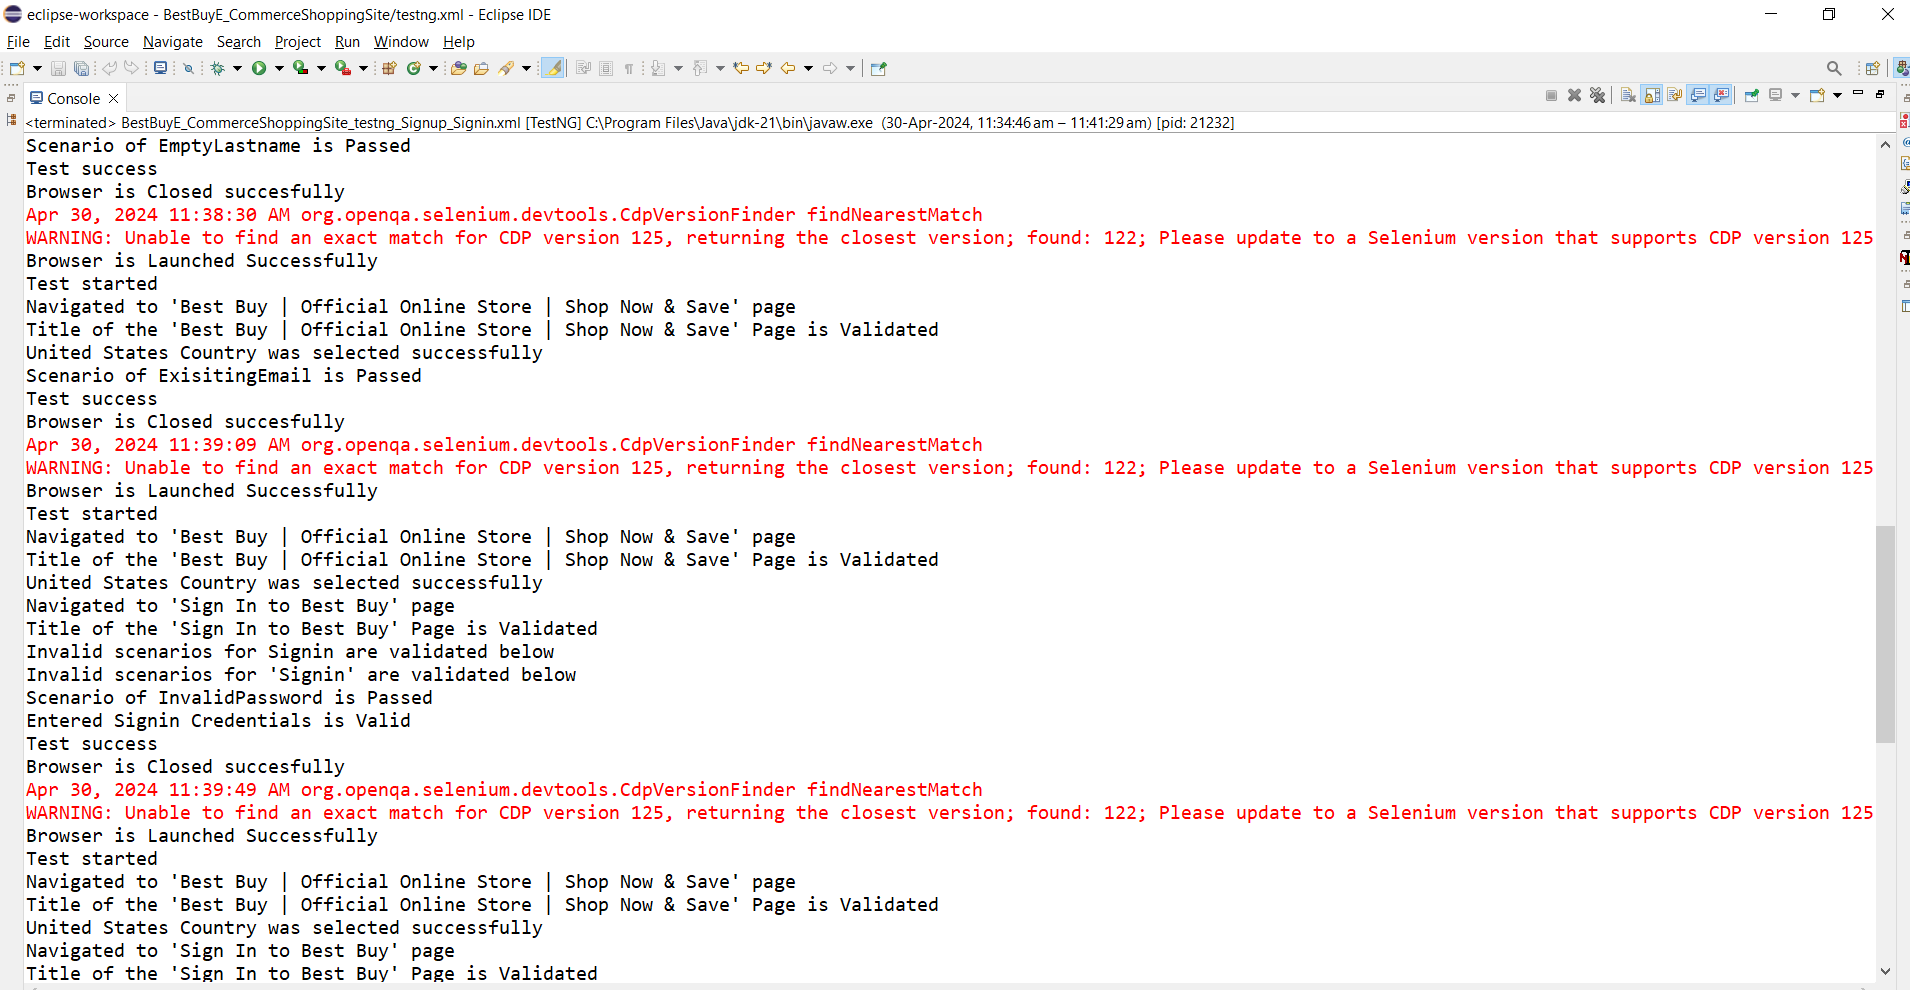 eclipse-workspace - BestBuyE_CommerceShoppingSite/testng.xml - Eclipse IDE
File Edit Source Navigate Search Project Run Window Help
Console
<terminated> BestBuyE_CommerceShoppingSite_testng_Signup_Signin.xml [TestNG] C:\Program Files\Java\jdk-21\bin\javaw.exe (30-Apr-2024, 11:34:46 am – 11:41:29 am) [pid: 21232]
Scenario of EmptyLastname is Passed
Test success
Browser is Closed succesfully
Apr 30, 2024 11:38:30 AM org.openqa.selenium.devtools.CdpVersionFinder findNearestMatch
WARNING: Unable to find an exact match for CDP version 125, returning the closest version; found: 122; Please update to a Selenium version that supports CDP version 125
Browser is Launched Successfully
Test started
Navigated to 'Best Buy | Official Online Store | Shop Now & Save' page
Title of the 'Best Buy | Official Online Store | Shop Now & Save' Page is Validated
United States Country was selected successfully
Scenario of ExisitingEmail is Passed
Test success
Browser is Closed succesfully
Apr 30, 2024 11:39:09 AM org.openqa.selenium.devtools.CdpVersionFinder findNearestMatch
WARNING: Unable to find an exact match for CDP version 125, returning the closest version; found: 122; Please update to a Selenium version that supports CDP version 125
Browser is Launched Successfully
Test started
Navigated to 'Best Buy | Official Online Store | Shop Now & Save' page
Title of the 'Best Buy | Official Online Store | Shop Now & Save' Page is Validated
United States Country was selected successfully
Navigated to 'Sign In to Best Buy' page
Title of the 'Sign In to Best Buy' Page is Validated
Invalid scenarios for Signin are validated below
Invalid scenarios for 'Signin' are validated below
Scenario of InvalidPassword is Passed
Entered Signin Credentials is Valid
Test success
Browser is Closed succesfully
Apr 30, 2024 11:39:49 AM org.openqa.selenium.devtools.CdpVersionFinder findNearestMatch
WARNING: Unable to find an exact match for CDP version 125, returning the closest version; found: 122; Please update to a Selenium version that supports CDP version 125
Browser is Launched Successfully
Test started
Navigated to 'Best Buy | Official Online Store | Shop Now & Save' page
Title of the 'Best Buy | Official Online Store | Shop Now & Save' Page is Validated
United States Country was selected successfully
Navigated to 'Sign In to Best Buy' page
Title of the 'Sign In to Best Buy' Page is Validated